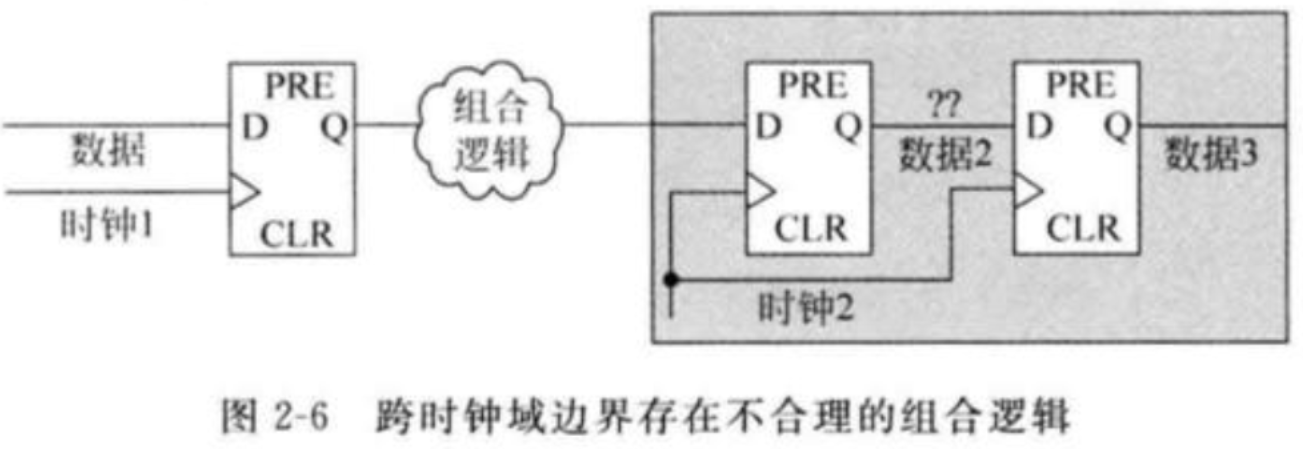 PRE
D Q
CLR
数据
时钟1
组合
逻辑
PRE
D Q
CLR
??
数据2
PRE
D Q
CLR
数据3
时钟2
图 2-6 跨时钟域边界存在不合理的组合逻辑